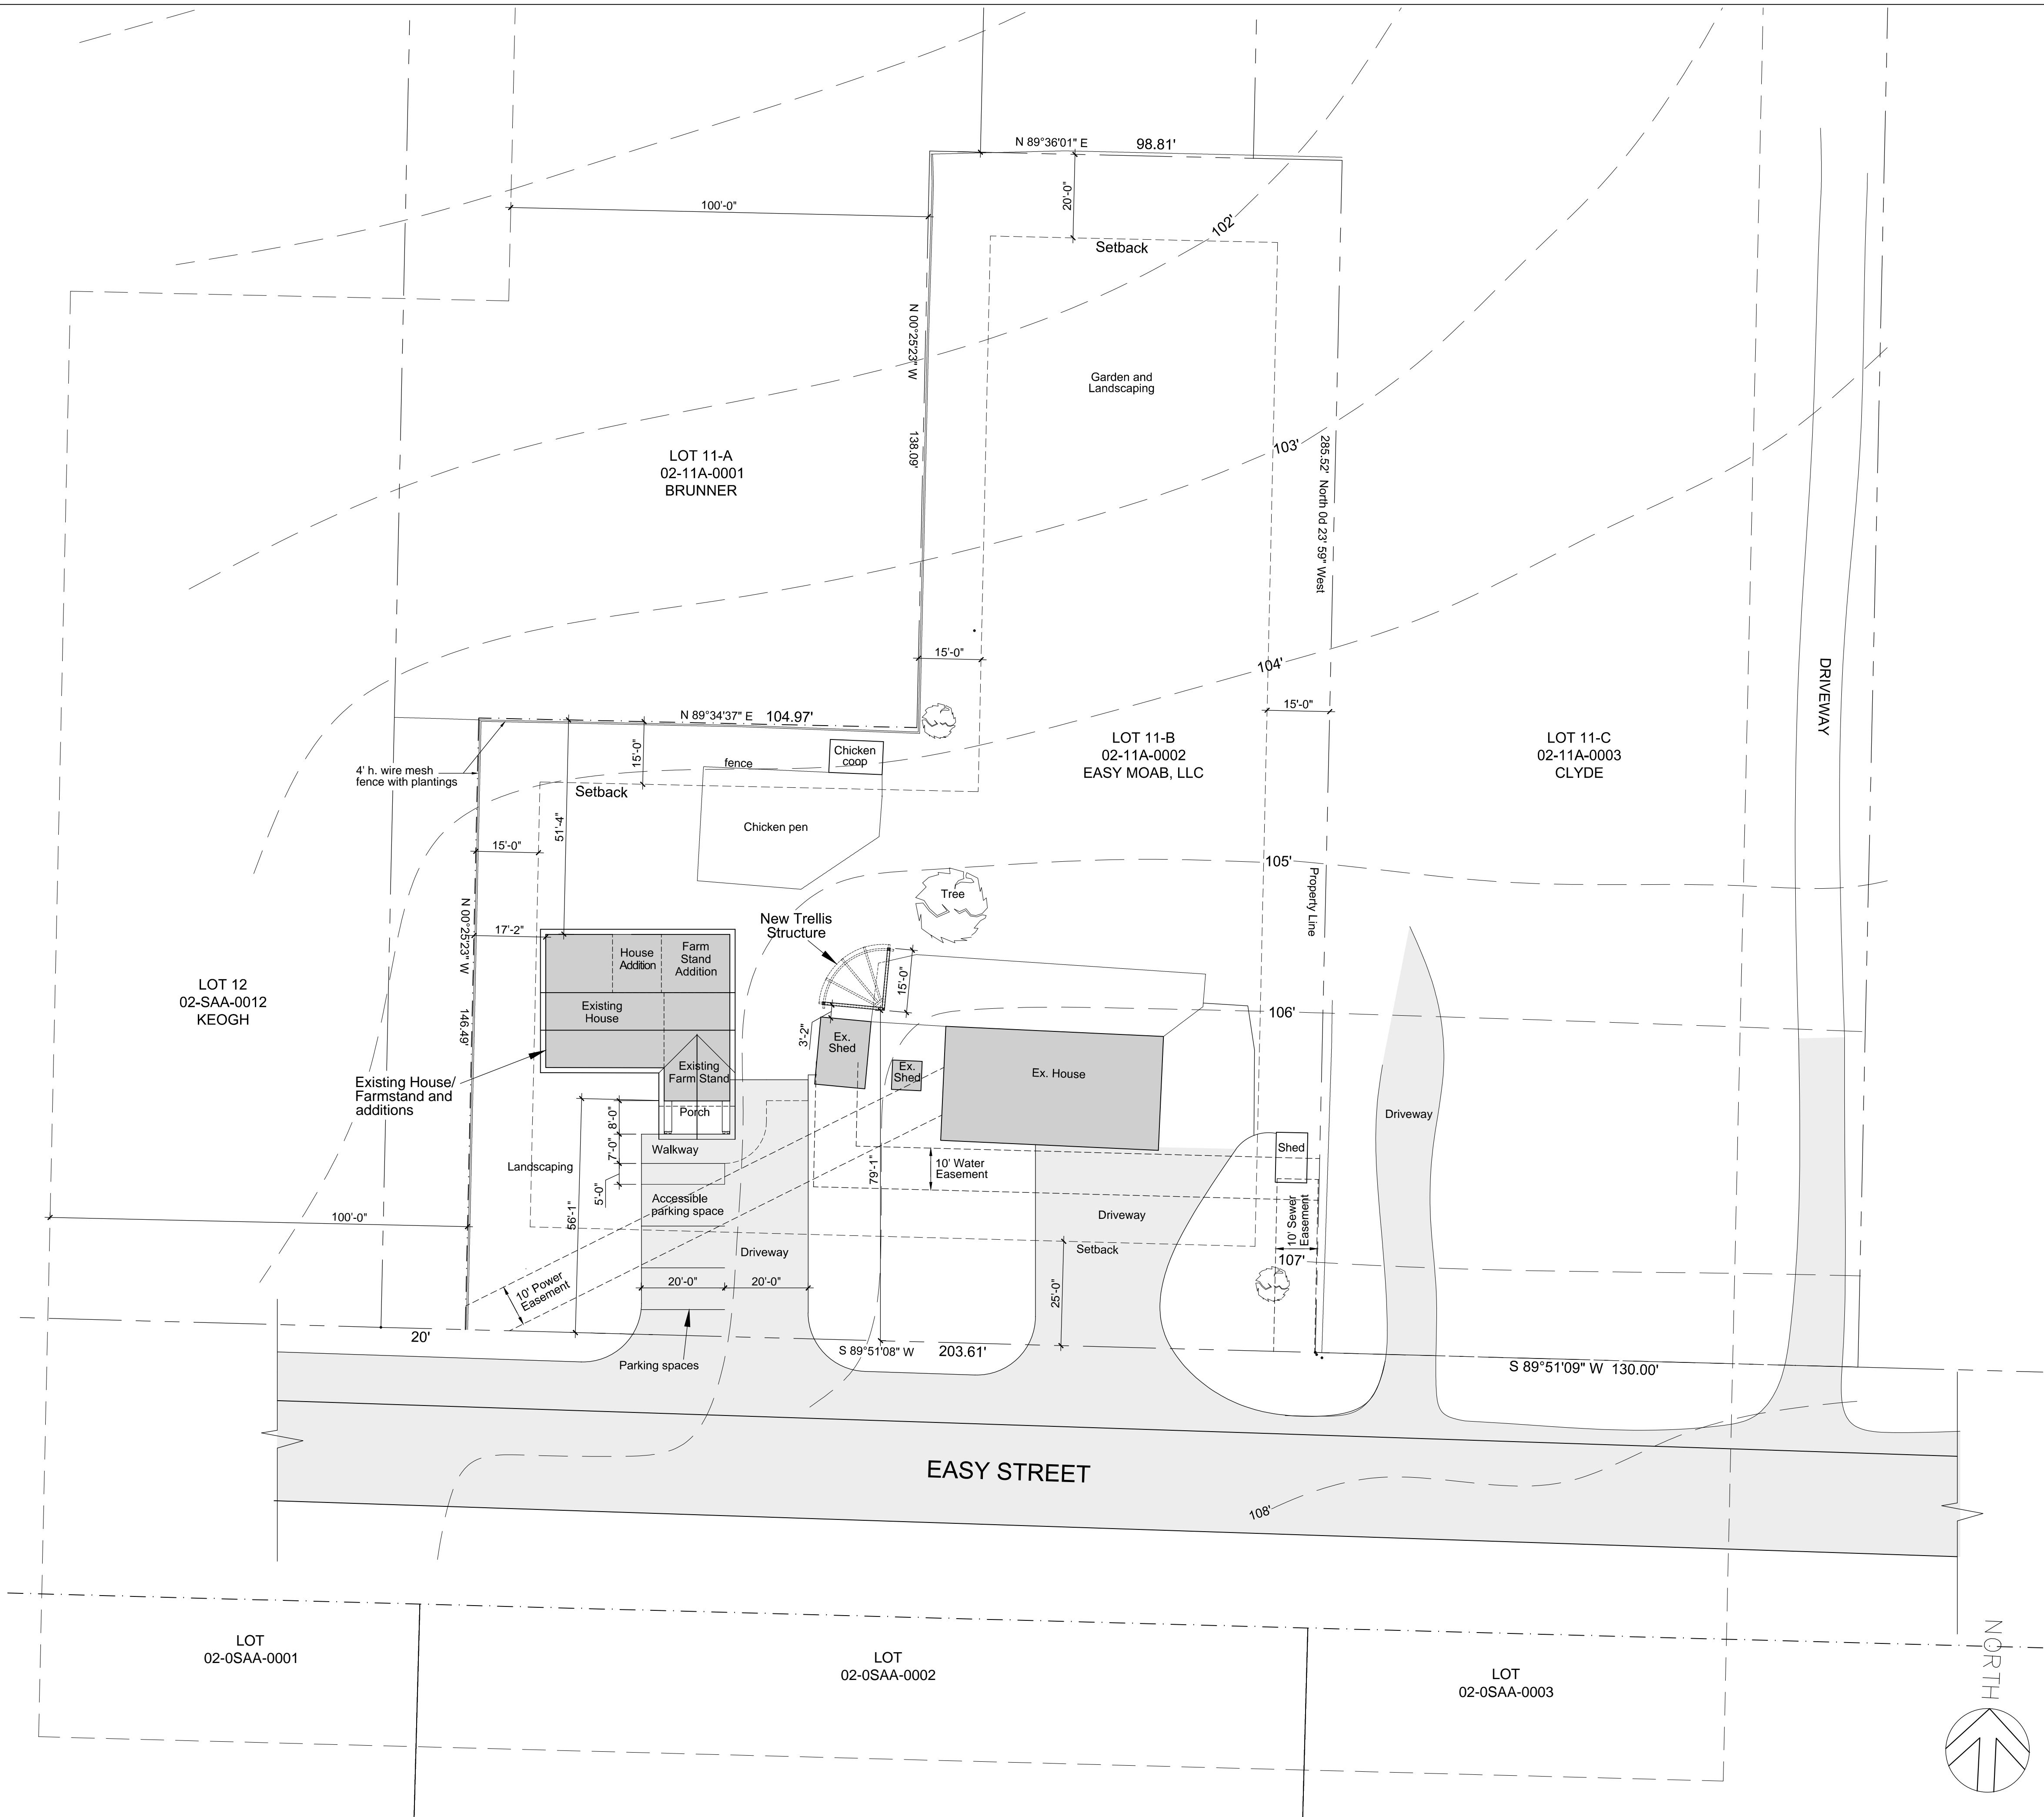 N 89°36'01" E 98.81'
20'-0"
100'-0"
102'
Setback
N 00°25'23" W 138.09'
Garden and
Landscaping
103'
285.52' North 0d 23' 59" West
LOT 11-A
02-11A-0001
BRUNNER
15'-0"
104'
DRIVEWAY
15'-0"
N 89°34'37" E 104.97'
LOT 11-B
02-11A-0002
EASY MOAB, LLC
LOT 11-C
02-11A-0003
CLYDE
4' h. wire mesh
fence with plantings
15'-0"
fence
Chicken
coop
Setback
51'-4"
Chicken pen
15'-0"
105'
Property Line
Tree
New Trellis
Structure
N 00°25'23" W 146.49'
17'-2"
House
Addition
Farm
Stand
Addition
15'-0"
LOT 12
02-SAA-0012
KEOGH
Existing
House
106'
3'-2"
Ex.
Shed
Existing
Farm Stand
Ex.
Shed
Ex. House
Existing House/
Farmstand and
additions
Porch
8'-0"
Driveway
Walkway
7'-0"
Shed
Landscaping
79'-1"
10' Water
Easement
5'-0"
Accessible
parking space
56'-1"
100'-0"
Driveway
10' Sewer
Easement
Driveway
Setback
107'
10' Power
Easement
20'-0"
20'-0"
25'-0"
20'
S 89°51'08" W 203.61'
Parking spaces
S 89°51'09" W 130.00'
EASY STREET
108'
LOT
02-0SAA-0001
LOT
02-0SAA-0002
LOT
02-0SAA-0003
NORTH